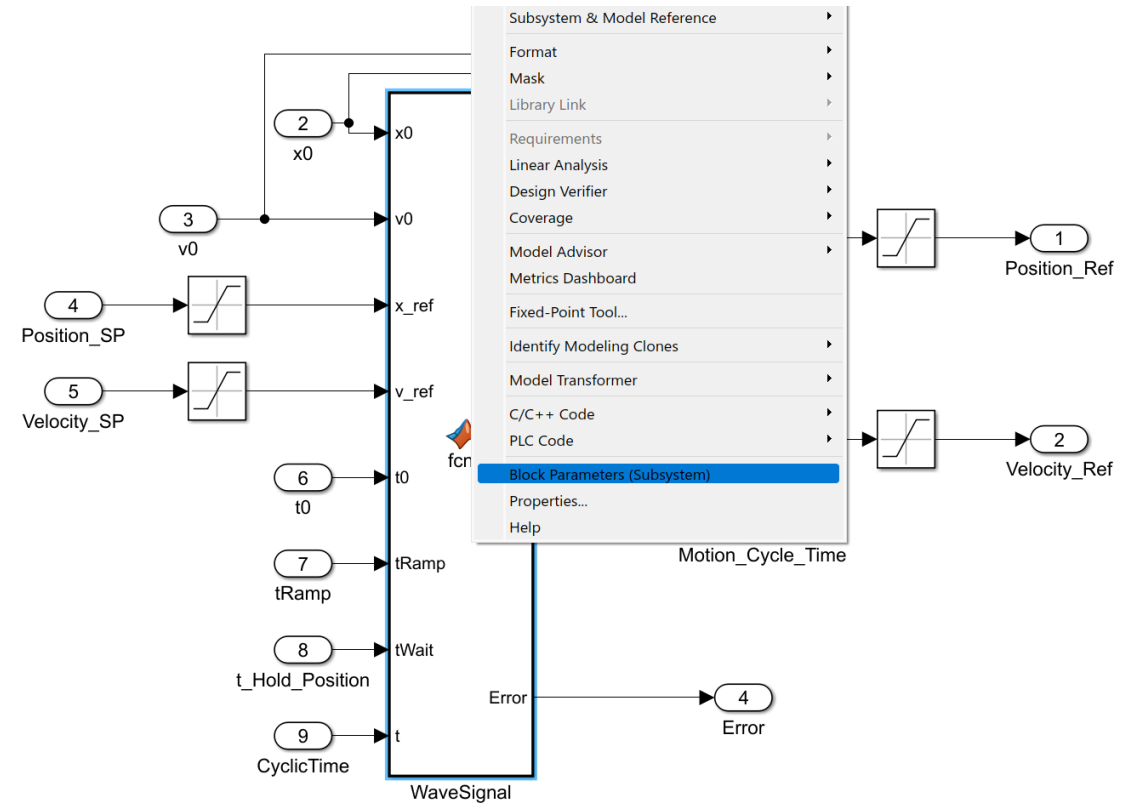 Subsystem & Model Reference
Format
Mask
Library Link
Requirements
Linear Analysis
Design Verifier
Coverage
Model Advisor
Metrics Dashboard
Fixed-Point Tool...
Identify Modeling Clones
Model Transformer
C/C++ Code
PLC Code
Block Parameters (Subsystem)
Properties...
Help
2
x0
x0
3
v0
v0
4
Position_SP
x_ref
5
Velocity_SP
v_ref
fcn
6
t0
t0
7
tRamp
tRamp
8
t_Hold_Position
tWait
9
CyclicTime
t
WaveSignal
1
Position_Ref
2
Velocity_Ref
Motion_Cycle_Time
Error
4
Error